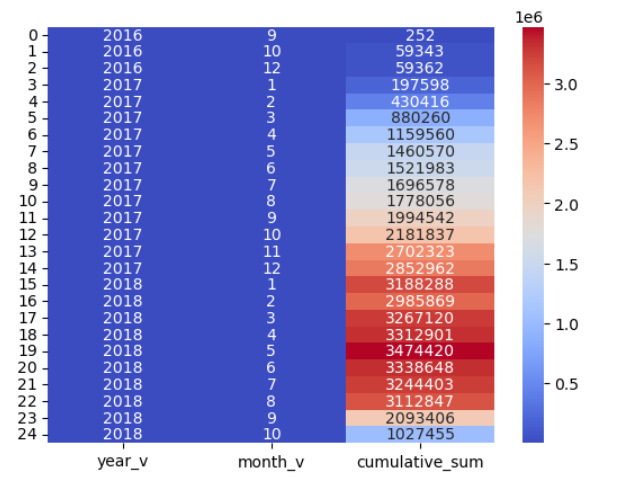 1e6
0 2016 9 252
1 2016 10 59343
2 2016 12 59362
3 2017 1 197598
4 2017 2 430416
5 2017 3 880260
6 2017 4 1159560
7 2017 5 1460570
8 2017 6 1521983
9 2017 7 1696578
10 2017 8 1778056
11 2017 9 1994542
12 2017 10 2181837
13 2017 11 2702323
14 2017 12 2852962
15 2018 1 3188288
16 2018 2 2985869
17 2018 3 3267120
18 2018 4 3312901
19 2018 5 3474420
20 2018 6 3338648
21 2018 7 3244403
22 2018 8 3112847
23 2018 9 2093406
24 2018 10 1027455
year_v month_v cumulative_sum
3.0
2.5
2.0
1.5
1.0
0.5